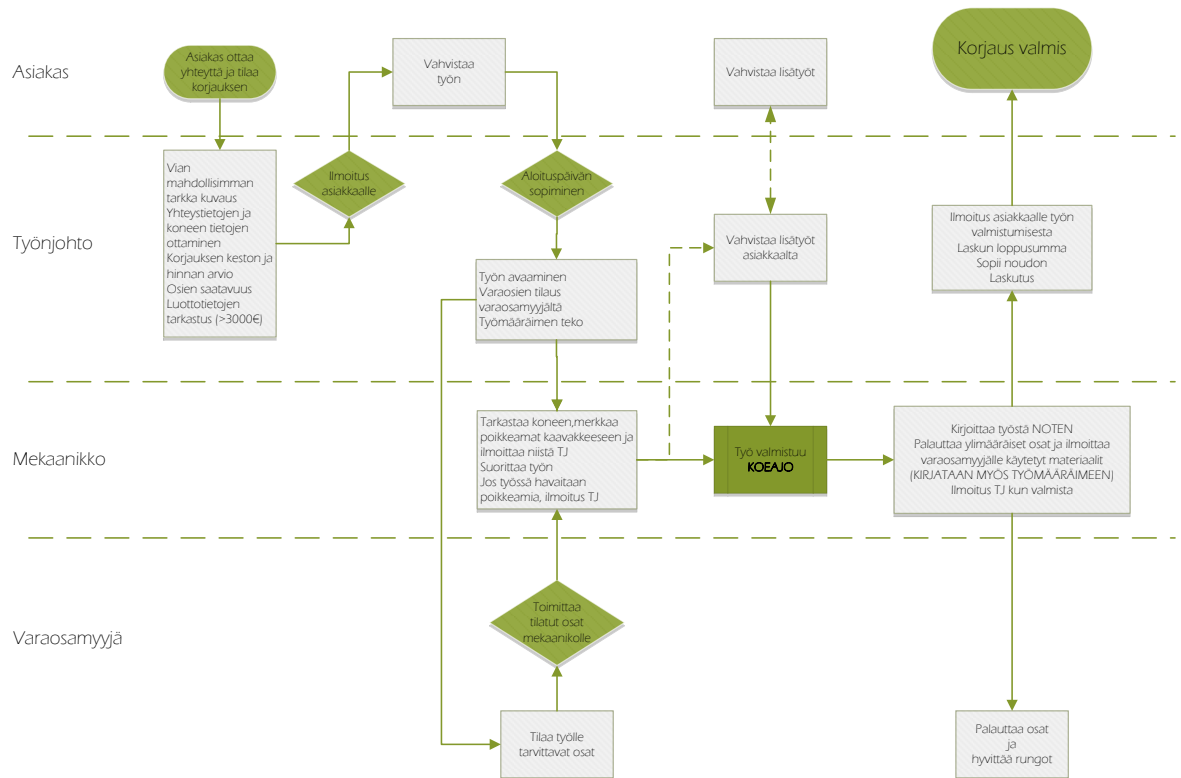 Asiakas
Asiakas ottaa
yhteyttä ja tilaa
korjauksen
Vahvistaa
työn
Vahvistaa lisätyöt
Korjaus valmis
Työnjohto
Vian
mahdollisimman
tarkka kuvaus
Yhteystietojen ja
koneen tietojen
ottaminen
Korjauksen keston ja
hinnan arvio
Osien saatavuus
Luottotietojen
tarkastus (>3000€)
Ilmoitus
asiakkaalle
Aloituspäivän
sopiminen
Työn avaaminen
Varaosien tilaus
varaosamyyjältä
Työmääräimen teko
Vahvistaa lisätyöt
asiakkaalta
Ilmoitus asiakkaalle työn
valmistumisesta
Laskun loppusumma
Sopii noudon
Laskutus
Mekaanikko
Tarkastaa koneen,merkkaa
poikkeamat kaavakkeeseen ja
ilmoittaa niistä TJ
Suorittaa työn
Jos työssä havaitaan
poikkeamia, ilmoitus TJ
Työ valmistuu
KOEAJO
Kirjoittaa työstä NOTEN
Palauttaa ylimääräiset osat ja ilmoittaa
varaosamyyjälle käytetyt materiaalit
(KIRJATAAN MYÖS TYÖMÄÄRÄIMEEN)
Ilmoitus TJ kun valmista
Varaosamyyjä
Toimittaa
tilatut osat
mekaanikolle
Tilaa työlle
tarvittavat osat
Palauttaa osat
ja
hyvittää rungot